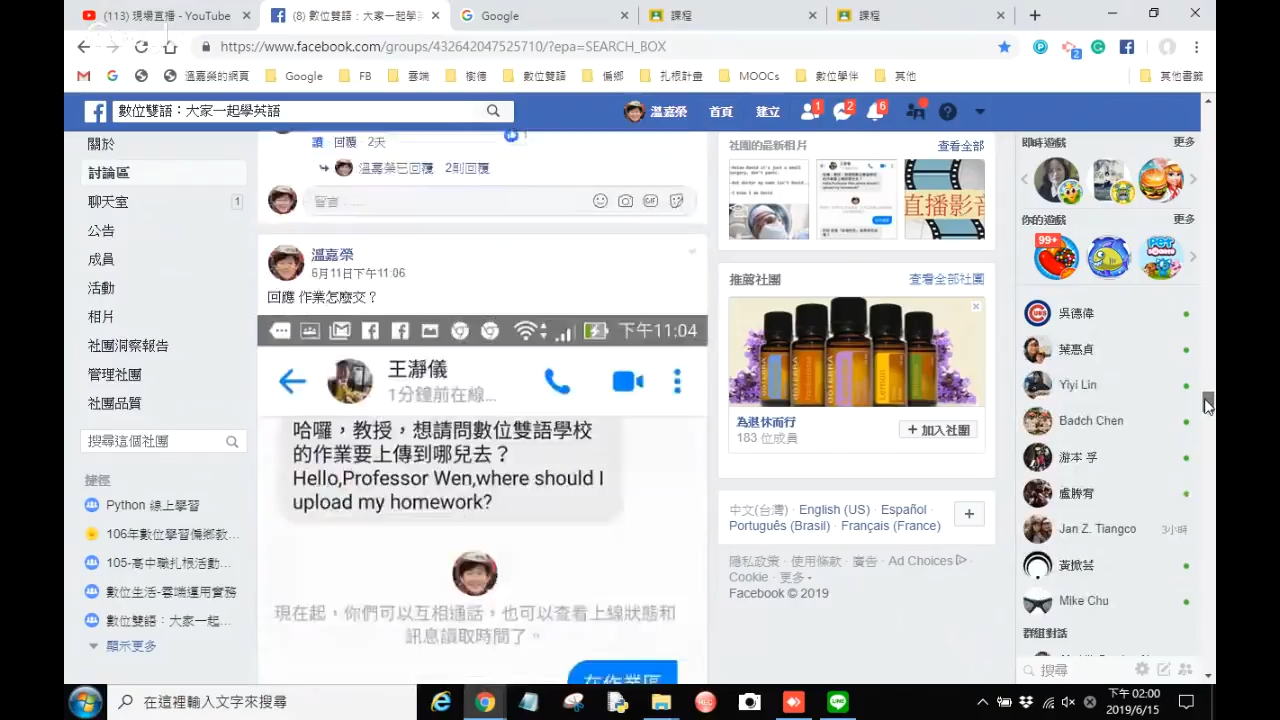 (113) 現場直播 - YouTube
(8) 數位雙語：大家一起學
Google
課程
課程
https://www.facebook.com/groups/432642047525710/?epa=SEARCH_BOX
2
溫嘉榮的網頁
Google
FB
雲端
樹德
數位雙語
偏鄉
扎根計畫
MOOCs
數位學伴
其他
其他書籤
數位雙語：大家一起學英語
溫嘉榮
首頁
建立
1
2
6
關於
討論區
聊天室
1
公告
成員
活動
相片
社團洞察報告
管理社團
社團品質
搜尋這個社團
捷徑
Python 線上學習
106年數位學習偏鄉教...
105-高中職扎根活動...
數位生活-雲端運用實務
數位雙語：大家一起...
顯示更多
讚 · 回覆 · 2天
1
溫嘉榮已回覆 · 2則回覆
留言……
溫嘉榮
6月11日下午11:06
回應 作業怎麼交？
下午11:04
王瀞儀
1分鐘前在線...
哈囉，教授，想請問數位雙語學校
的作業要上傳到哪兒去？
Hello,Professor Wen,where should I
upload my homework?
現在起，你們可以互相通話，也可以查看上線狀態和
訊息讀取時間了。
在作業區
社團的最新相片
查看全部
直播影音
推薦社團
查看全部社團
為退休而行
183 位成員
+ 加入社團
中文(台灣) · English (US) · Español ·
Português (Brasil) · Français (France)
隱私政策 · 使用條款 · 廣告 · Ad Choices ·
Cookie · 更多
Facebook © 2019
即時遊戲
更多
你的遊戲
更多
99+
吳德偉
葉惠貞
Yiyi Lin
Badch Chen
游本 孚
盧勝宥
Jan Z. Tiangco
3小時
黃掀芸
Mike Chu
群組對話
搜尋
在這裡輸入文字來搜尋
下午 02:00
2019/6/15